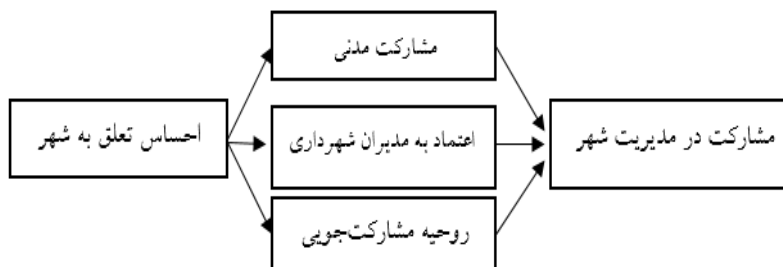 مشارکت مدنی
احساس تعلق به شهر
اعتماد به مدیران شهرداری
مشارکت در مدیریت شهر
روحیه مشارکت‌جویی